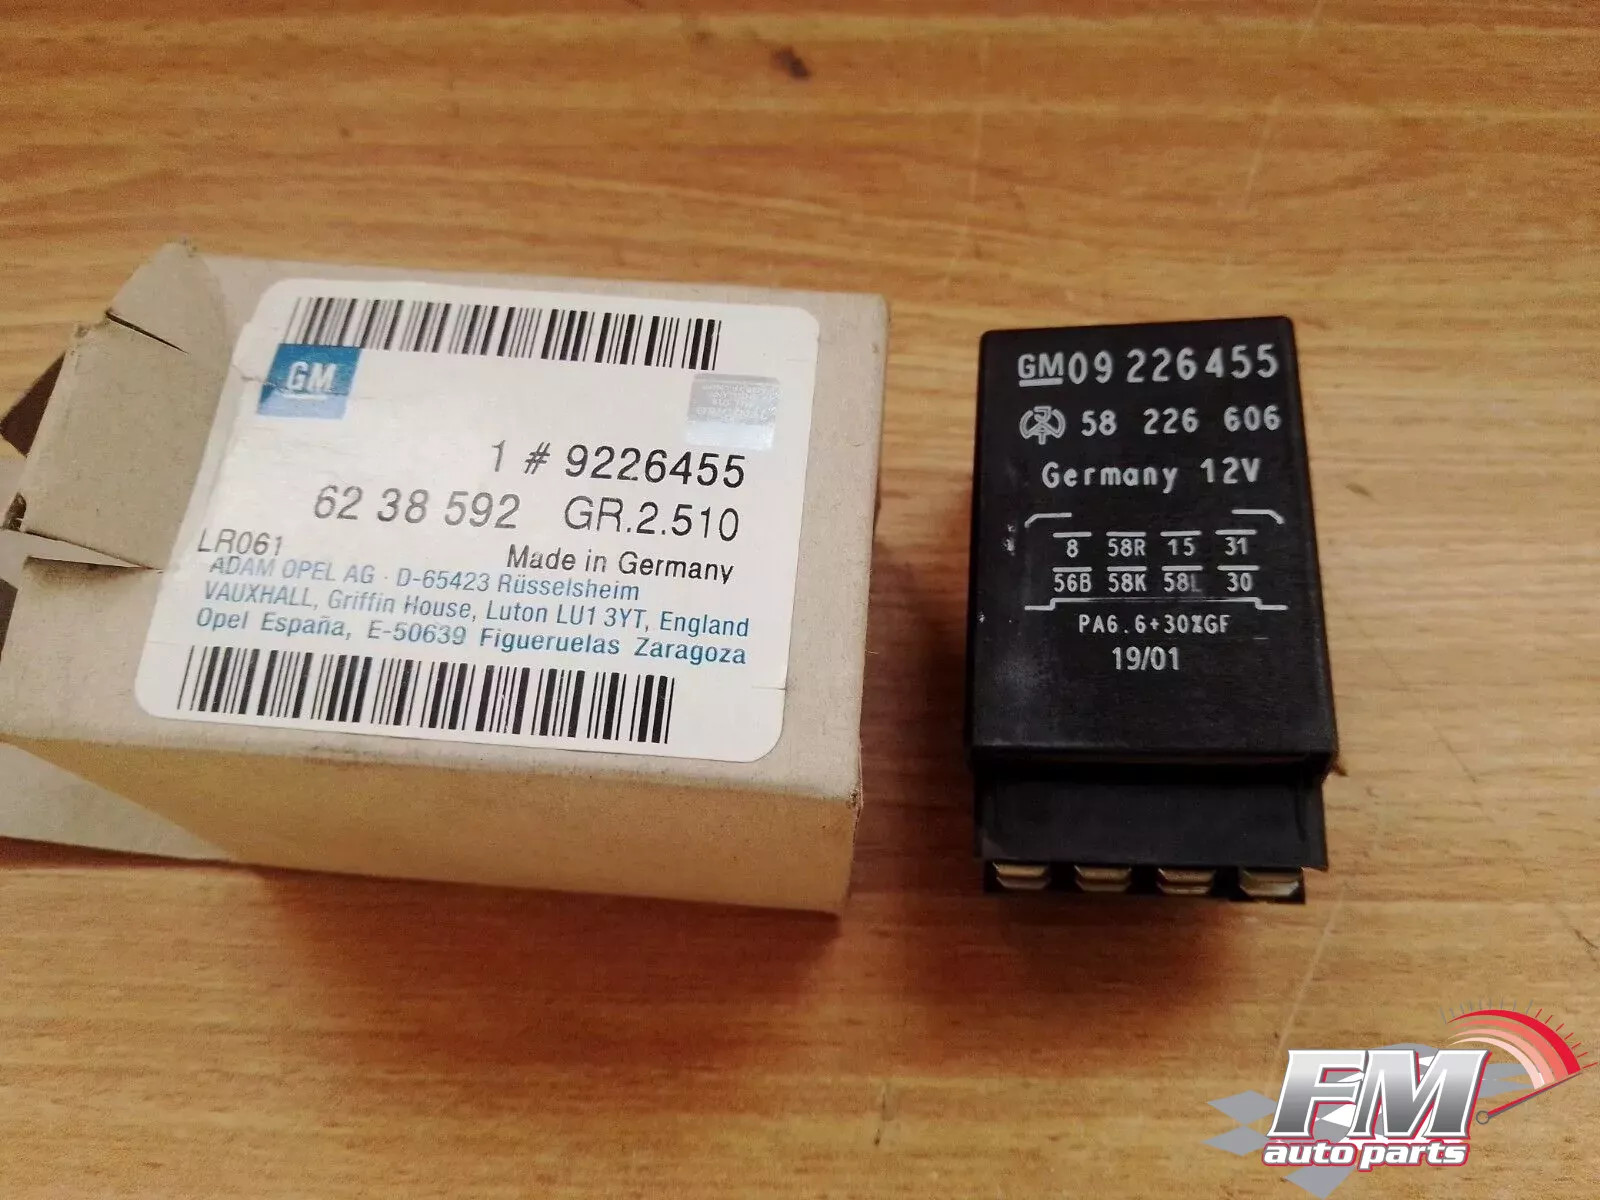 GM
1 # 9226455
62 38 592 GR.2.510
LR061
Made in Germany
ADAM OPEL AG · D-65423 Rüsselsheim
VAUXHALL, Griffin House, Luton LU1 3YT, England
Opel España, E-50639 Figueruelas Zaragoza
GM09 226455
58 226 606
Germany 12V
8 58R 15 31
56B 58K 58L 30
PA6.6+30%GF
19/01
FM
auto parts